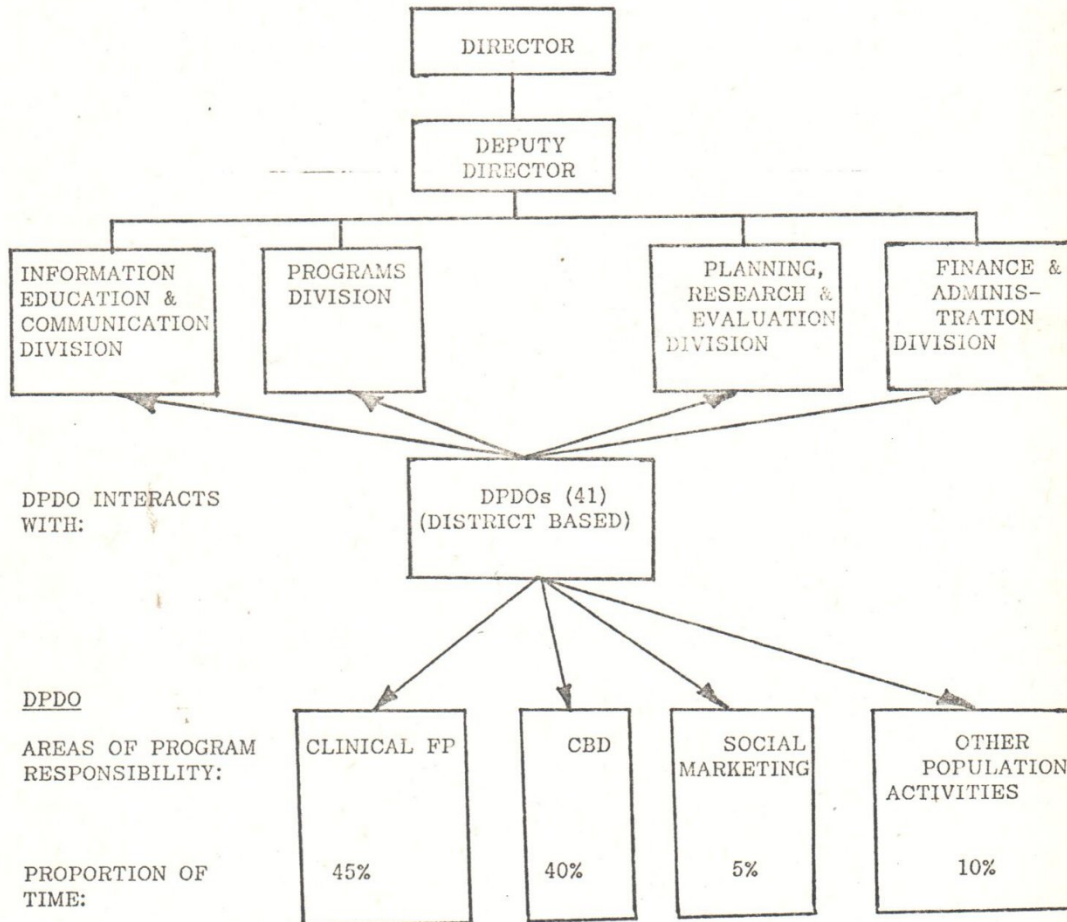 DIRECTOR
DEPUTY
DIRECTOR
INFORMATION
EDUCATION &
COMMUNICATION
DIVISION
PROGRAMS
DIVISION
PLANNING,
RESEARCH &
EVALUATION
DIVISION
FINANCE &
ADMINIS-
TRATION
DIVISION
DPDO INTERACTS
WITH:
DPDOs (41)
(DISTRICT BASED)
DPDO
AREAS OF PROGRAM
RESPONSIBILITY:
CLINICAL FP
CBD
SOCIAL
MARKETING
OTHER
POPULATION
ACTIVITIES
PROPORTION OF
TIME:
45%
40%
5%
10%